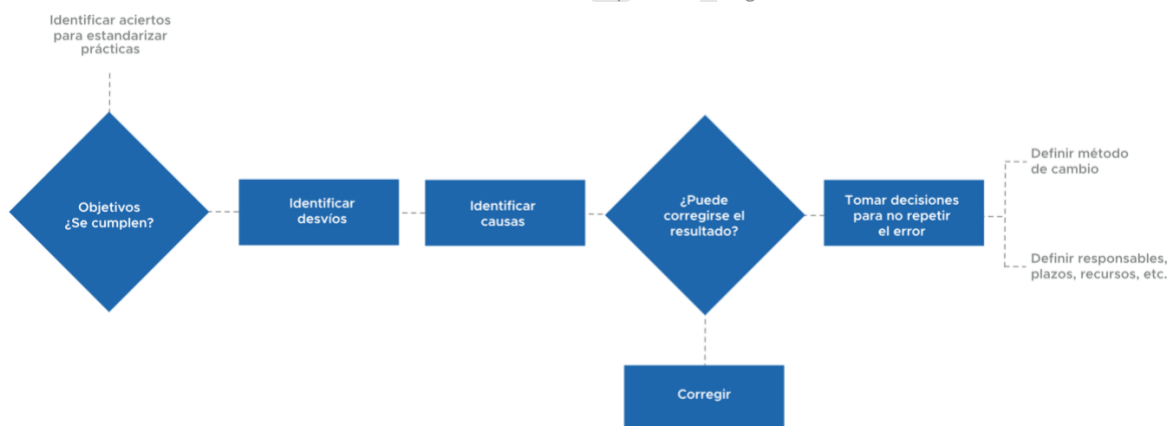 Identificar aciertos
para estandarizar
prácticas
Objetivos
¿Se cumplen?
Identificar
desvíos
Identificar
causas
¿Puede
corregirse el
resultado?
Tomar decisiones
para no repetir
el error
Definir método
de cambio
Definir responsables,
plazos, recursos, etc.
Corregir